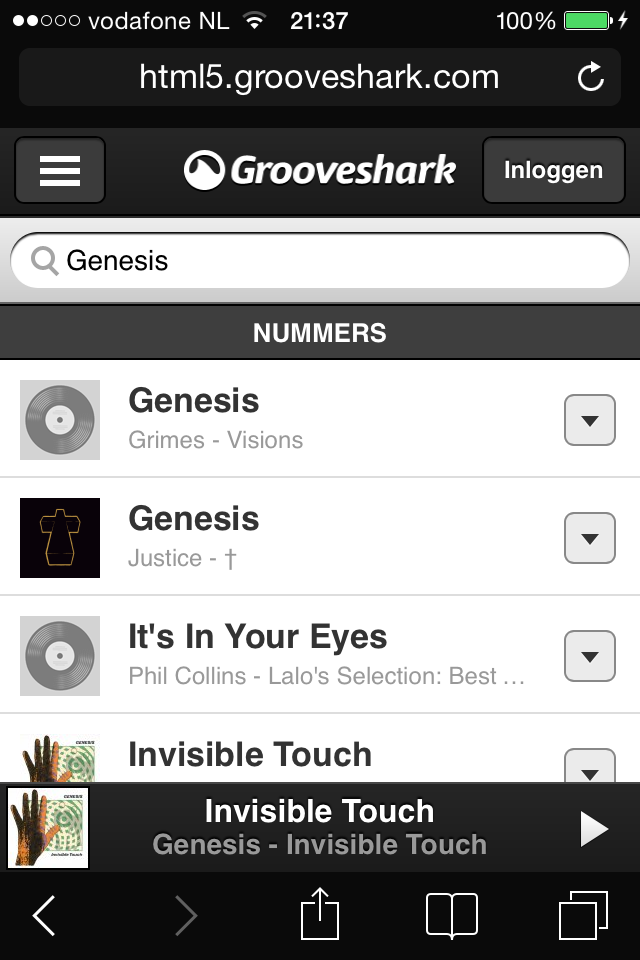 vodafone NL 21:37 100%
html5.grooveshark.com
Grooveshark Inloggen
Genesis
NUMMERS
Genesis
Grimes - Visions
Genesis
Justice - †
It's In Your Eyes
Phil Collins - Lalo's Selection: Best ...
Invisible Touch
GENESIS
Invisible Touch
Genesis - Invisible Touch
GENESIS
Invisible Touch